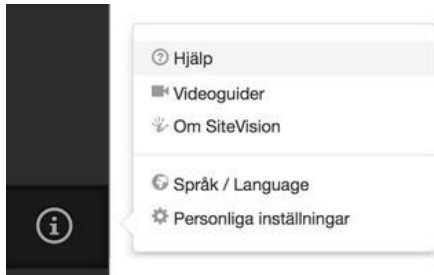 Hjälp
Videoguider
Om SiteVision
Språk / Language
Personliga inställningar